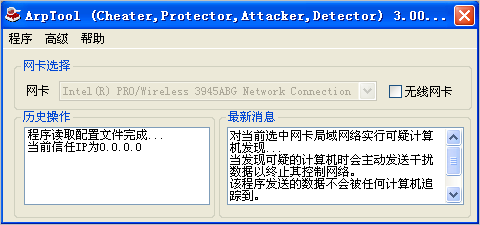 ArpTool (Cheater,Protector,Attacker,Detector) 3.00...
程序 高级 帮助
网卡选择
网卡 Intel(R) PRO/Wireless 3945ABG Network Connection 无线网卡
历史操作
程序读取配置文件完成...
当前信任IP为0.0.0.0
最新消息
对当前选中网卡局域网络实行可疑计算
机发现...
当发现可疑的计算机时会主动发送干扰
数据以终止其控制网络。
该程序发送的数据不会被任何计算机追
踪到。